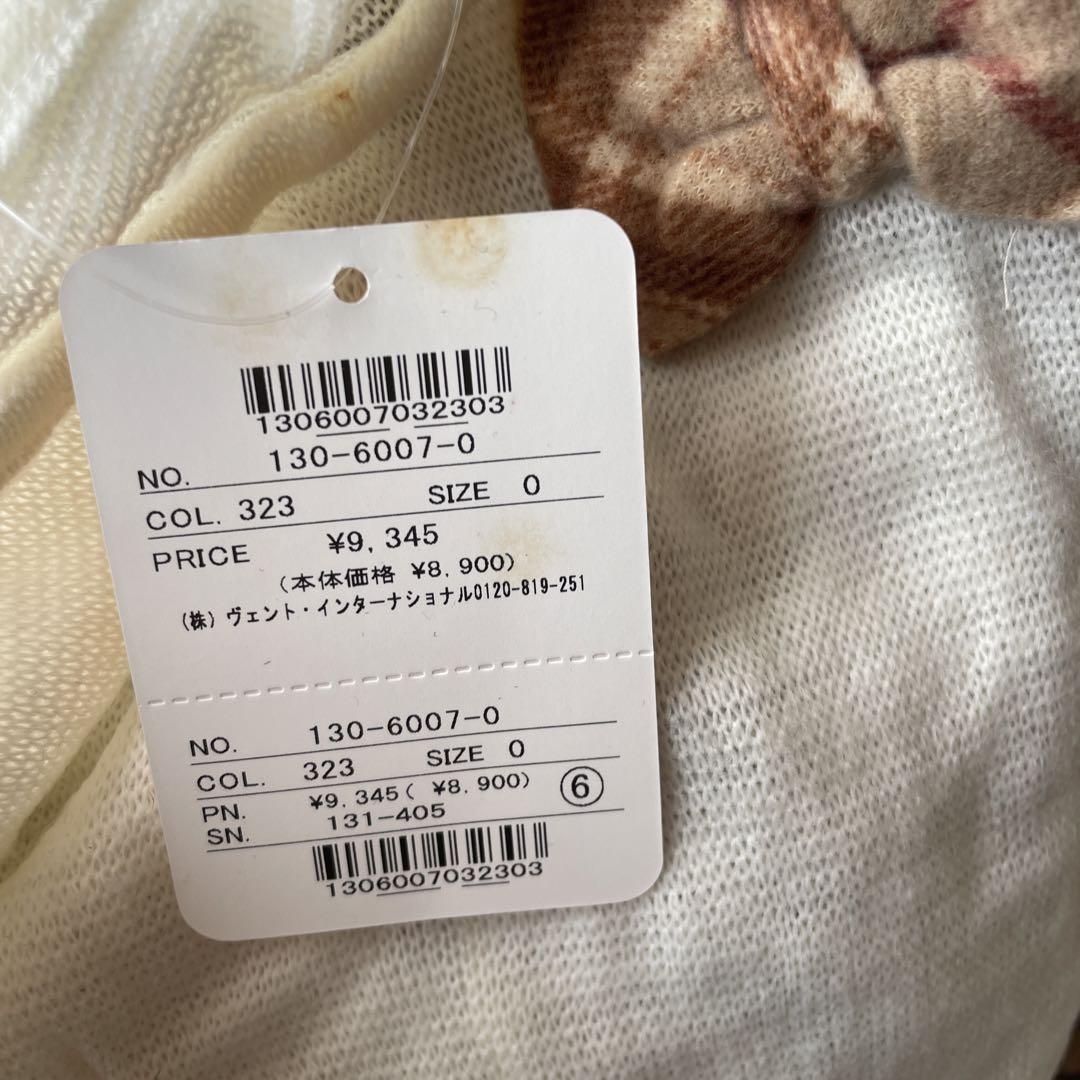 1306007032303
NO. 130-6007-0
COL. 323 SIZE 0
PRICE ¥9,345
(本体価格 ¥8,900)
(株)ヴェント・インターナショナル0120-819-251
NO. 130-6007-0
COL. 323 SIZE 0
PN. ¥9,345( ¥8,900) ⑥
SN. 131-405
1306007032303